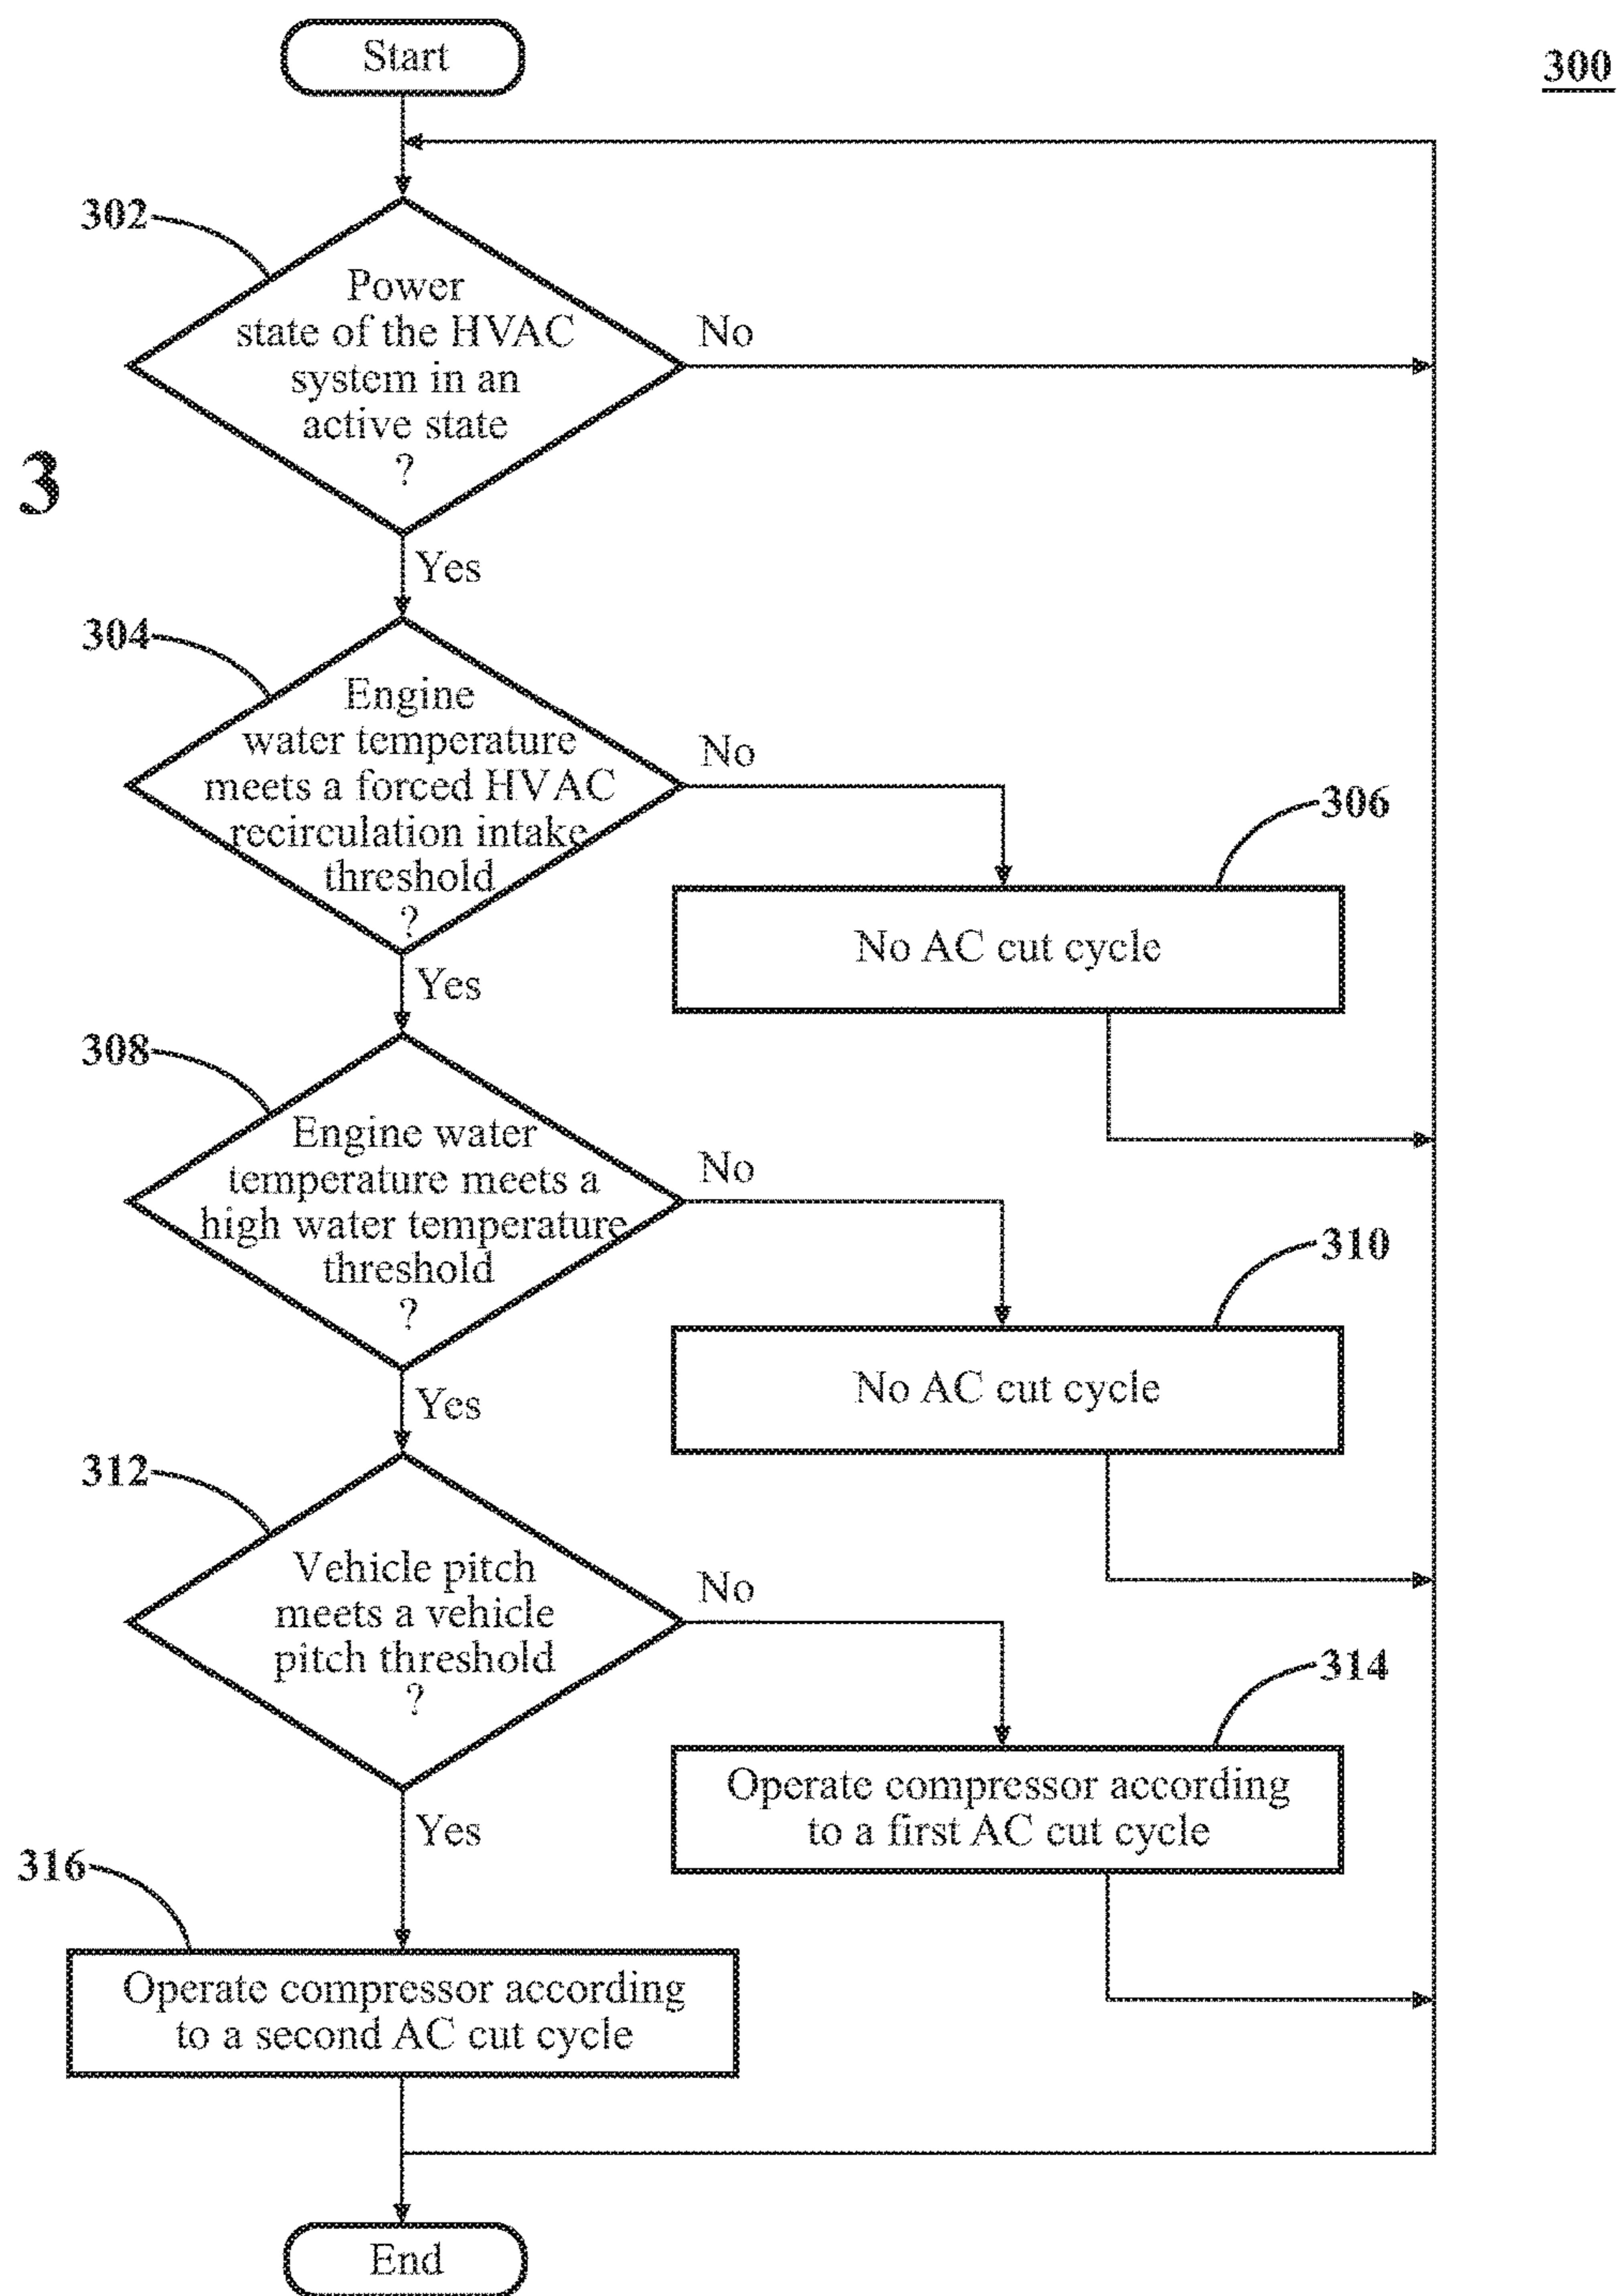 Start
300
302
Power
state of the HVAC
system in an
active state
?
No
3
Yes
304
Engine
water temperature
meets a forced HVAC
recirculation intake
threshold
?
No
306
No AC cut cycle
Yes
308
Engine water
temperature meets a
high water temperature
threshold
?
No
310
No AC cut cycle
Yes
312
Vehicle pitch
meets a vehicle
pitch threshold
?
No
314
Operate compressor according
to a first AC cut cycle
Yes
316
Operate compressor according
to a second AC cut cycle
End